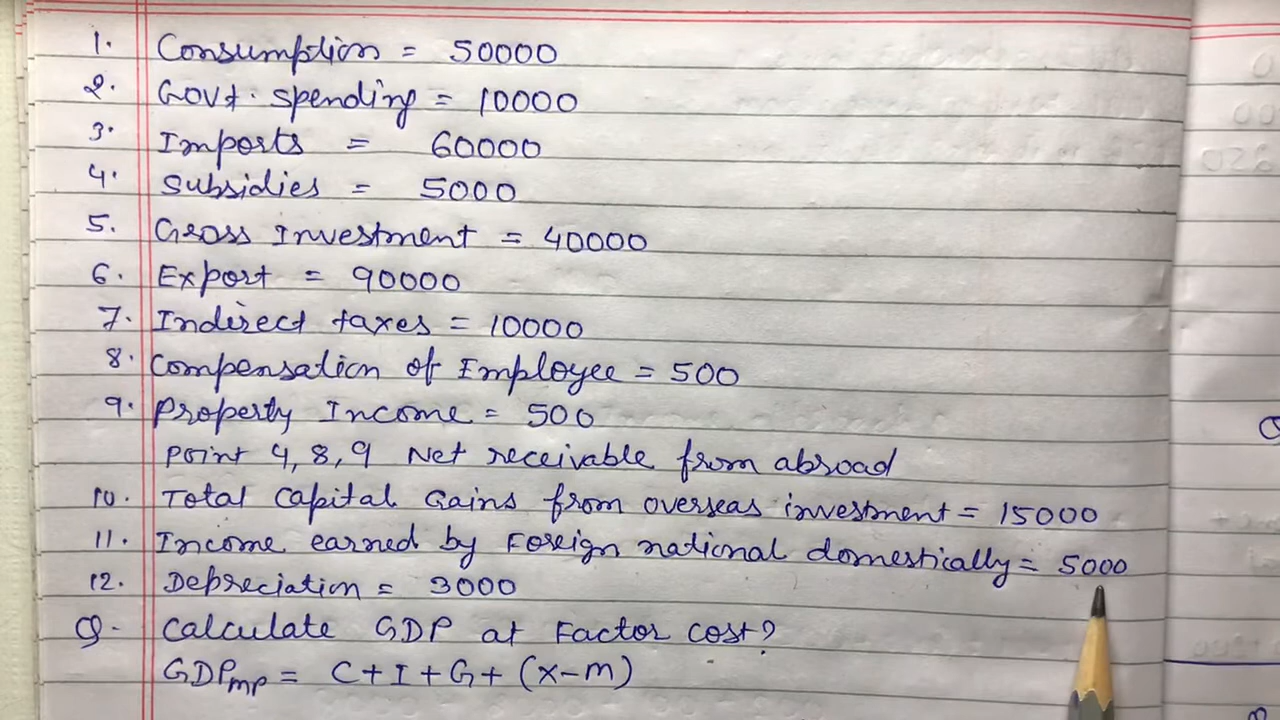 1. Consumption = 50000
2. Govt. spending = 10000
3. Imports = 60000
4. Subsidies = 5000
5. Gross Investment = 40000
6. Export = 90000
7. Indirect taxes = 10000
8. Compensation of Employee = 500
9. Property Income = 500
Point 4, 8, 9 Net receivable from abroad
10. Total Capital Gains from overseas investment = 15000
11. Income earned by Foreign national domestically = 5000
12. Depreciation = 3000
Q. Calculate GDP at Factor cost?
GDPmp = C+I+G+(X-M)